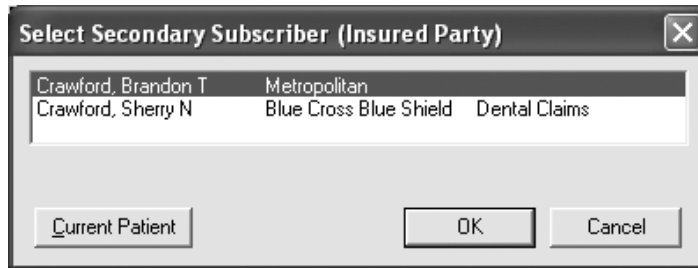 Select Secondary Subscriber (Insured Party)
Crawford, Brandon T Metropolitan
Crawford, Sherry N Blue Cross Blue Shield Dental Claims
Current Patient OK Cancel